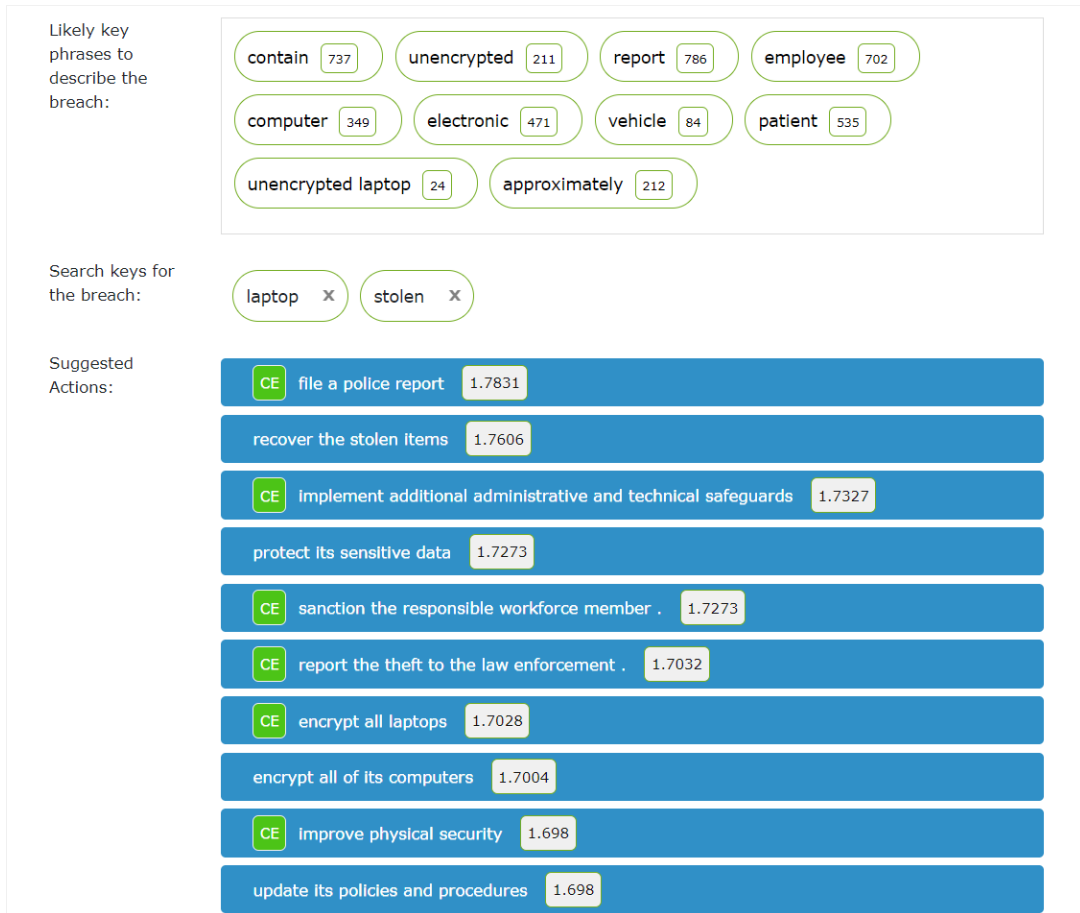 Likely key
phrases to
describe the
breach:
contain 737 unencrypted 211 report 786 employee 702
computer 349 electronic 471 vehicle 84 patient 535
unencrypted laptop 24 approximately 212
Search keys for
the breach:
laptop x stolen x
Suggested
Actions:
CE file a police report 1.7831
recover the stolen items 1.7606
CE implement additional administrative and technical safeguards 1.7327
protect its sensitive data 1.7273
CE sanction the responsible workforce member . 1.7273
CE report the theft to the law enforcement . 1.7032
CE encrypt all laptops 1.7028
encrypt all of its computers 1.7004
CE improve physical security 1.698
update its policies and procedures 1.698